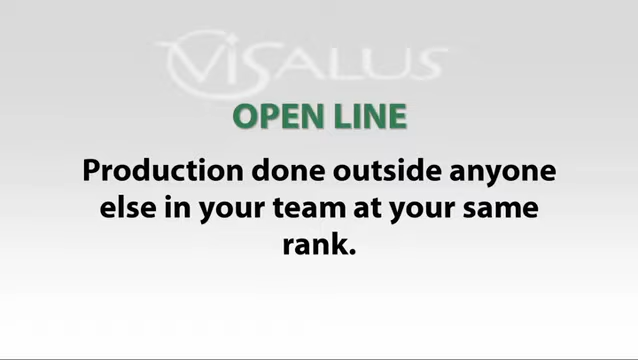 ViSALUS
OPEN LINE
Production done outside anyone
else in your team at your same
rank.